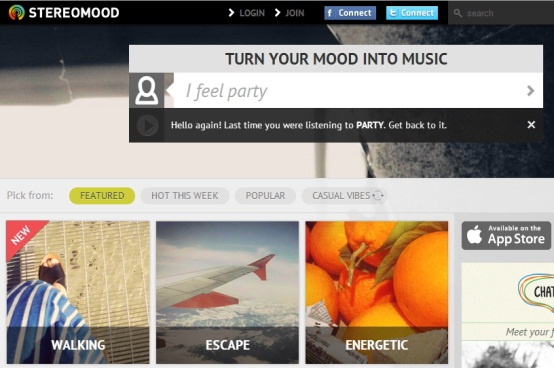 STEREOMOOD
LOGIN
JOIN
Connect
Connect
search
TURN YOUR MOOD INTO MUSIC
I feel party
Hello again! Last time you were listening to PARTY. Get back to it.
Pick from:
FEATURED
HOT THIS WEEK
POPULAR
CASUAL VIBES
NEW
WALKING
ESCAPE
ENERGETIC
Available on the
App Store
CHAT
Meet your f